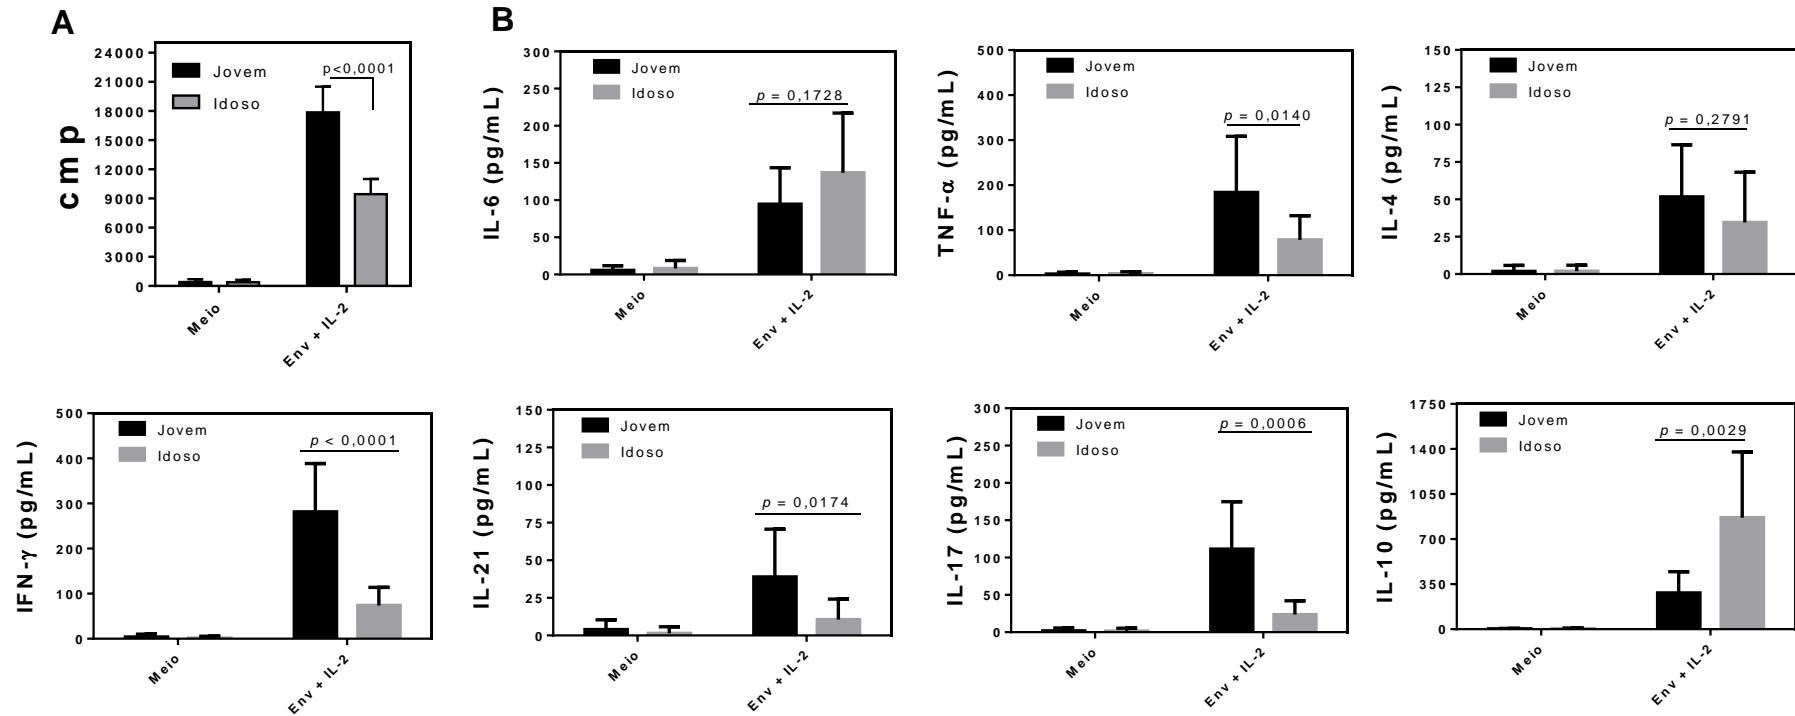 A
cmp
24000
21000
18000
15000
12000
9000
6000
3000
0
Jovem
Idoso
p<0,0001
Meio
Env + IL-2
B
IL-6 (pg/mL)
300
250
200
150
100
50
0
Jovem
Idoso
p = 0,1728
Meio
Env + IL-2
TNF-α (pg/mL)
500
400
300
200
100
0
Jovem
Idoso
p = 0,0140
Meio
Env + IL-2
IL-4 (pg/mL)
150
125
100
75
50
25
0
Jovem
Idoso
p = 0,2791
Meio
Env + IL-2
IFN-γ (pg/mL)
500
400
300
200
100
0
Jovem
Idoso
p < 0,0001
Meio
Env + IL-2
IL-21 (pg/mL)
150
125
100
75
50
25
0
Jovem
Idoso
p = 0,0174
Meio
Env + IL-2
IL-17 (pg/mL)
300
250
200
150
100
50
0
Jovem
Idoso
p = 0,0006
Meio
Env + IL-2
IL-10 (pg/mL)
1750
1400
1050
700
350
0
Jovem
Idoso
p = 0,0029
Meio
Env + IL-2